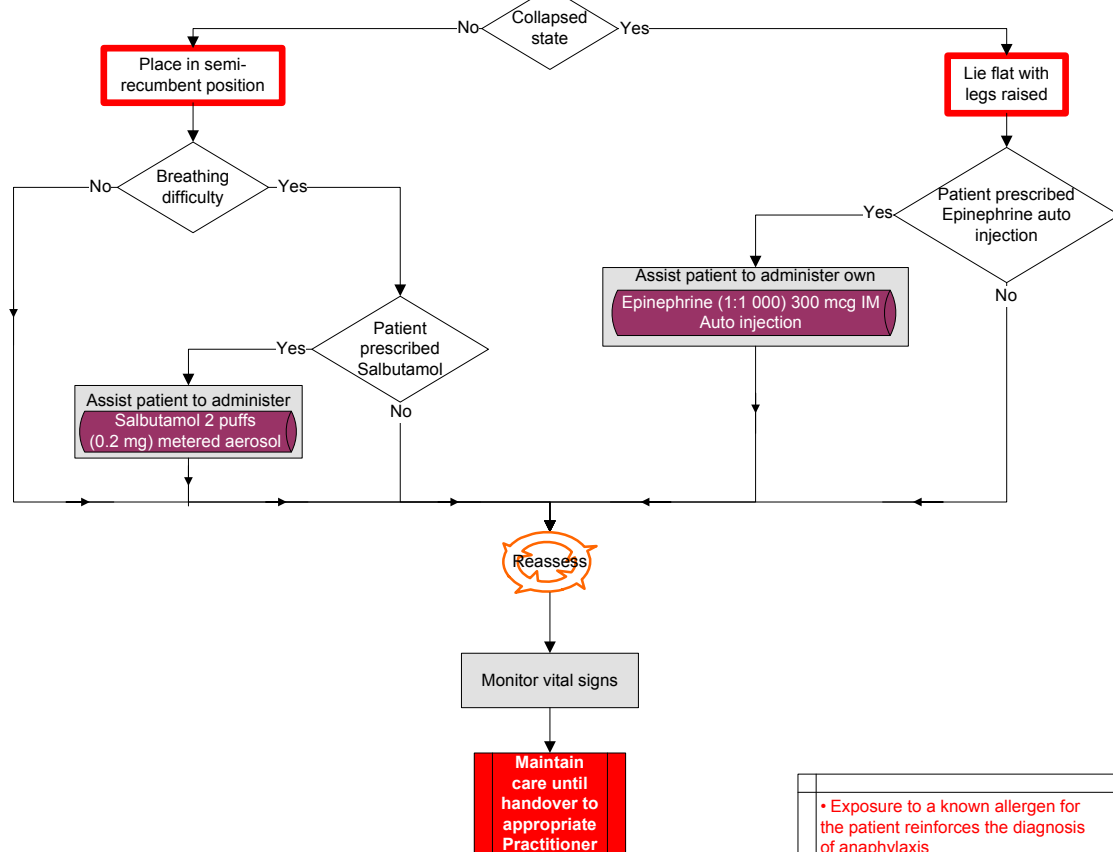 Collapsed
state
No
Yes
Place in semi-
recumbent position
Lie flat with
legs raised
Breathing
difficulty
No
Yes
Patient prescribed
Epinephrine auto
injection
Yes
No
Assist patient to administer own
Epinephrine (1:1 000) 300 mcg IM
Auto injection
Patient
prescribed
Salbutamol
Yes
No
Assist patient to administer
Salbutamol 2 puffs
(0.2 mg) metered aerosol
Reassess
Monitor vital signs
Maintain
care until
handover to
appropriate
Practitioner
• Exposure to a known allergen for
the patient reinforces the diagnosis
of anaphylaxis